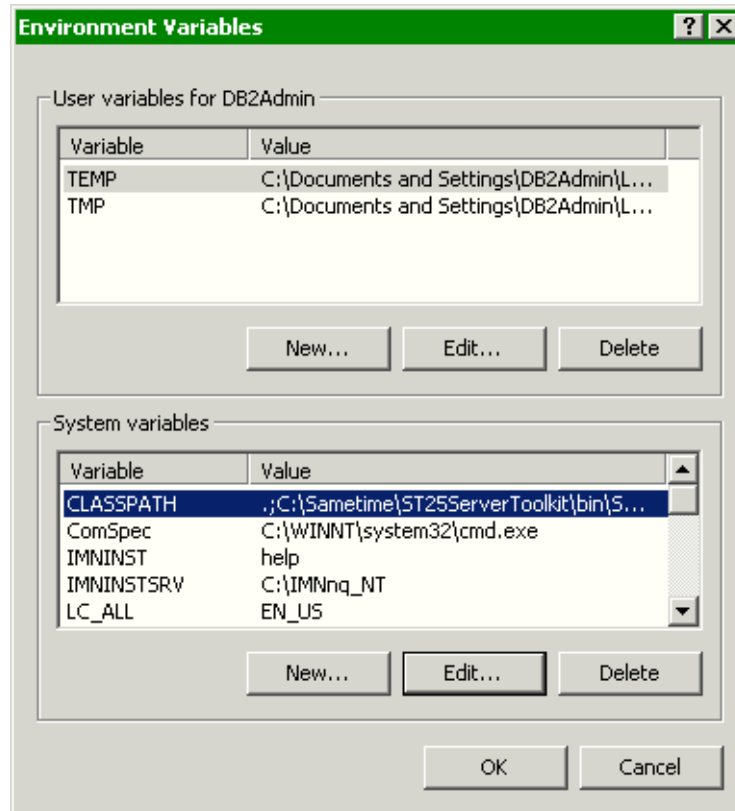 Environment Variables
User variables for DB2Admin
Variable Value
TEMP C:\Documents and Settings\DB2Admin\L...
TMP C:\Documents and Settings\DB2Admin\L...
New... Edit... Delete
System variables
Variable Value
CLASSPATH .;C:\Sametime\ST25ServerToolkit\bin\S...
ComSpec C:\WINNT\system32\cmd.exe
IMNINST help
IMNINSTSRV C:\IMNnq_NT
LC_ALL EN_US
New... Edit... Delete
OK Cancel